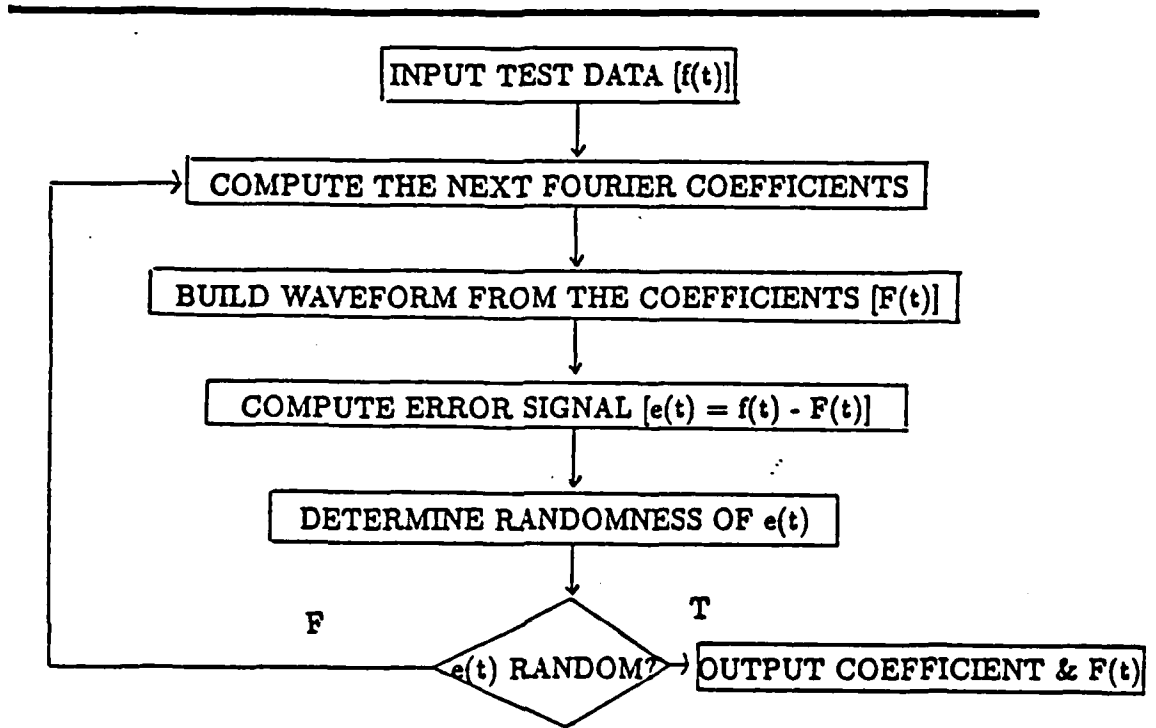 INPUT TEST DATA [f(t)]
COMPUTE THE NEXT FOURIER COEFFICIENTS
BUILD WAVEFORM FROM THE COEFFICIENTS [F(t)]
COMPUTE ERROR SIGNAL [e(t) = f(t) - F(t)]
DETERMINE RANDOMNESS OF e(t)
F
T
e(t) RANDOM?
OUTPUT COEFFICIENT & F(t)